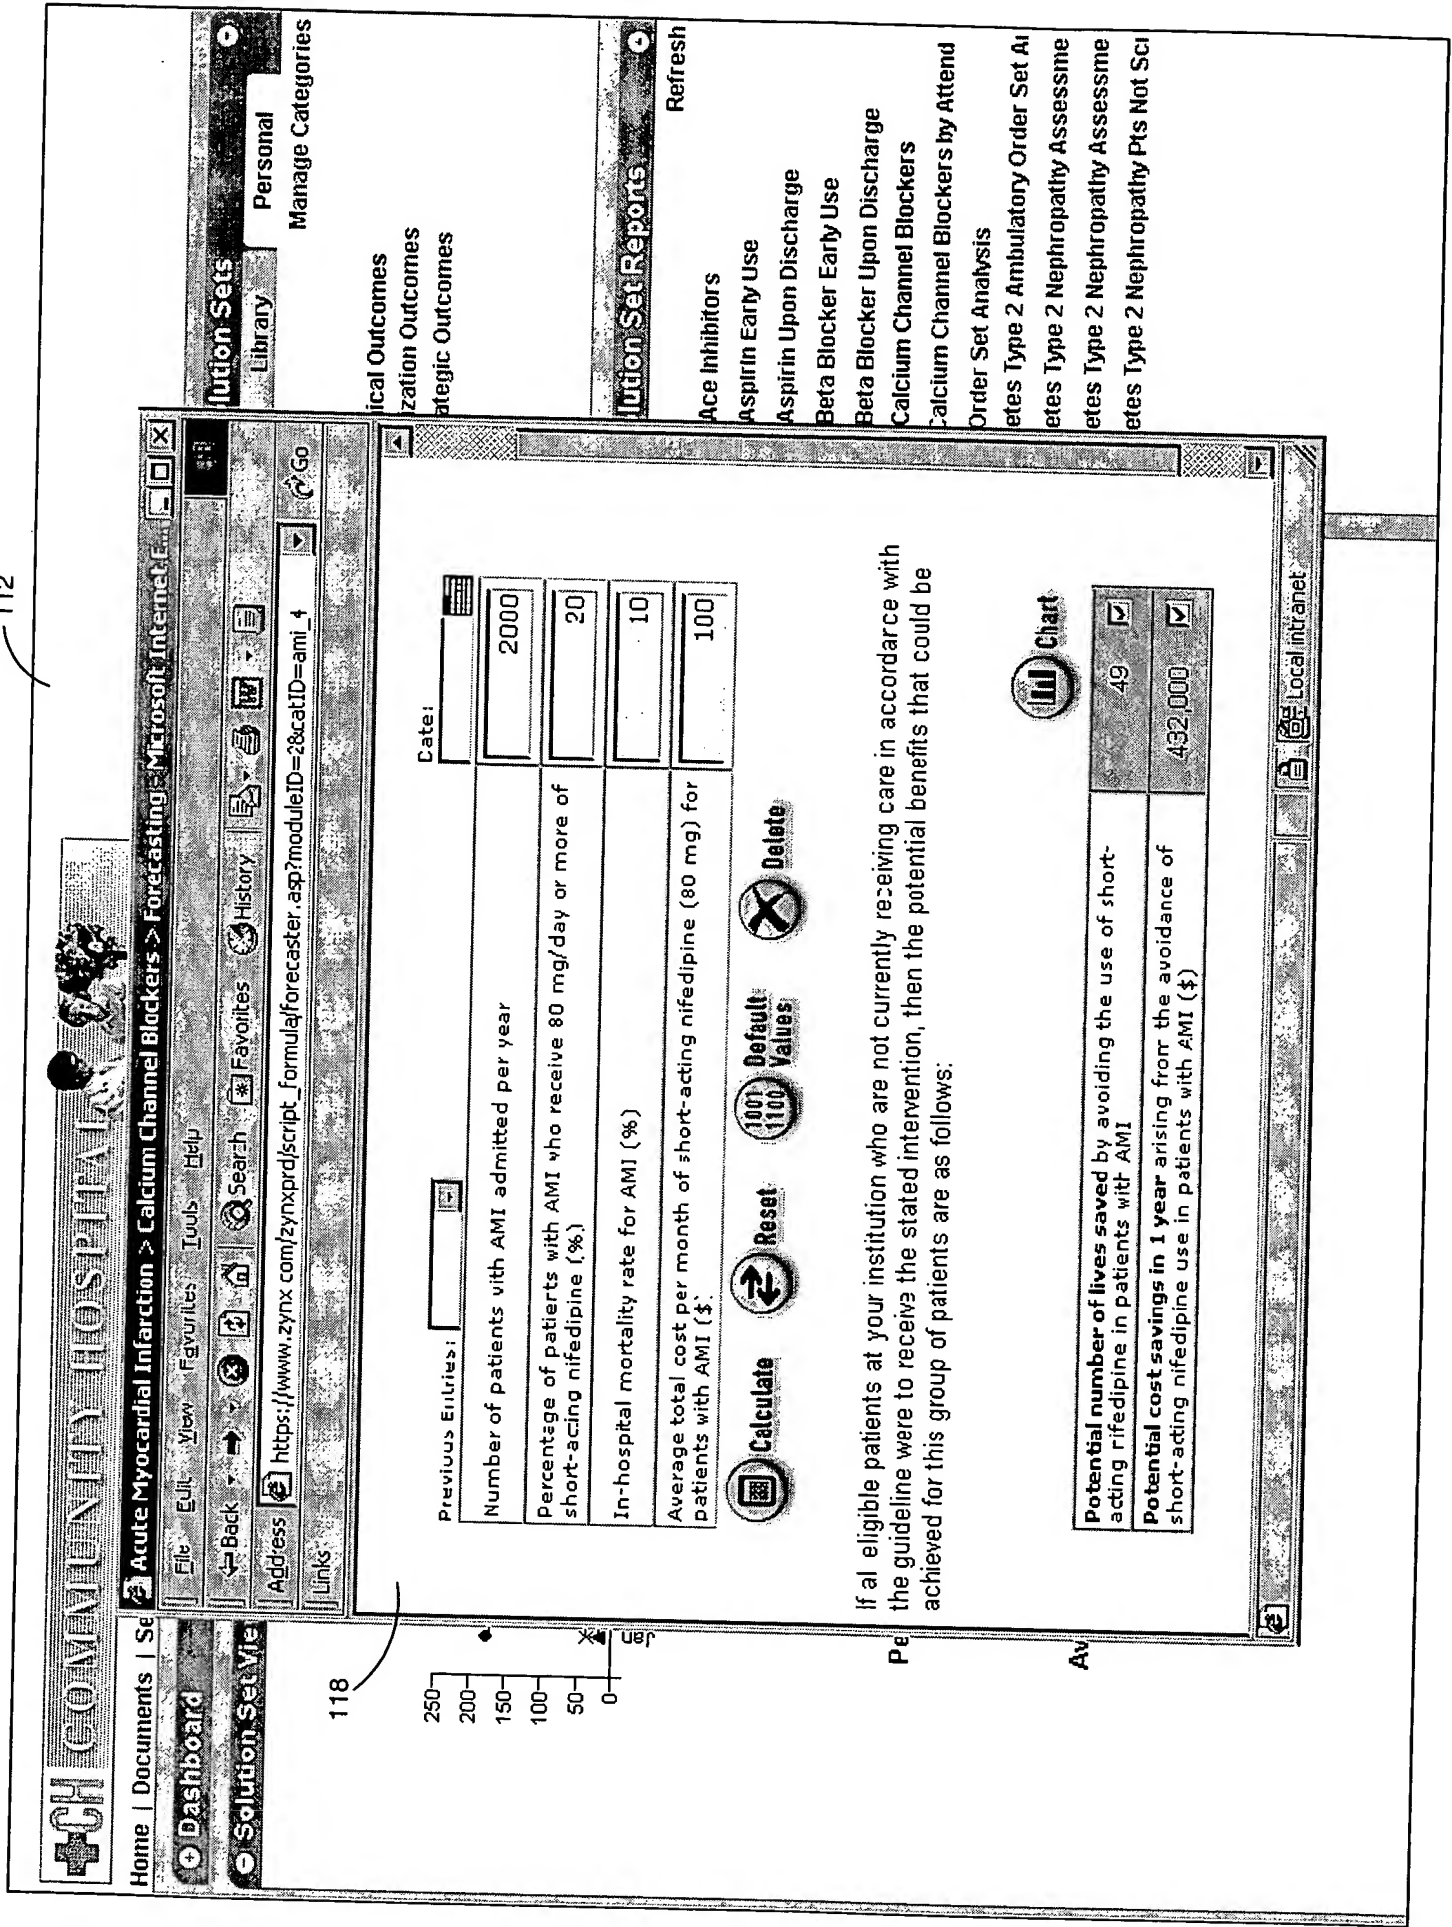 112
CH COMMUNITY HOSPITAL
Home | Documents | Se
Dashboard
Solution Set Vie
lution Sets
Library
Personal
Manage Categories
ical Outcomes
zation Outcomes
ategic Outcomes
lution Set Reports
Refresh
Ace Inhibitors
Aspirin Early Use
Aspirin Upon Discharge
Beta Blocker Early Use
Beta Blocker Upon Discharge
Calcium Channel Blockers
Calcium Channel Blockers by Attend
Order Set Analysis
etes Type 2 Ambulatory Order Set
etes Type 2 Nephropathy Assessme
etes Type 2 Nephropathy Assessme
etes Type 2 Nephropathy Pts Not
118
250
200
150
100
50
0
Jan
Pe
Av
Acute Myocardial Infarction > Calcium Channel Blockers > Forecasting - Microsoft Internet E...
File Edit View Favorites Tools Help
Back Search Favorites History
Address https://www.zynx com/zynxprd/script_formula/forecaster.asp?moduleID=28catID=ami_4 Go
Links
Previous Entries: Date:
Number of patients with AMI admitted per year 2000
Percentage of patients with AMI who receive 80 mg/day or more of
short-acting nifedipine (%) 20
In-hospital mortality rate for AMI (%) 10
Average total cost per month of short-acting nifedipine (80 mg) for
patients with AMI ($) 100
Calculate Reset 1001 1100 Default Values Delete
If al eligible patients at your institution who are not currently receiving care in accordance with
the guideline were to receive the stated intervention, then the potential benefits that could be
achieved for this group of patients are as follows:
Chart
Potential number of lives saved by avoiding the use of short-
acting nifedipine in patients with AMI 49
Potential cost savings in 1 year arising from the avoidance of
short-acting nifedipine use in patients with AMI ($) 432,000
Local intranet